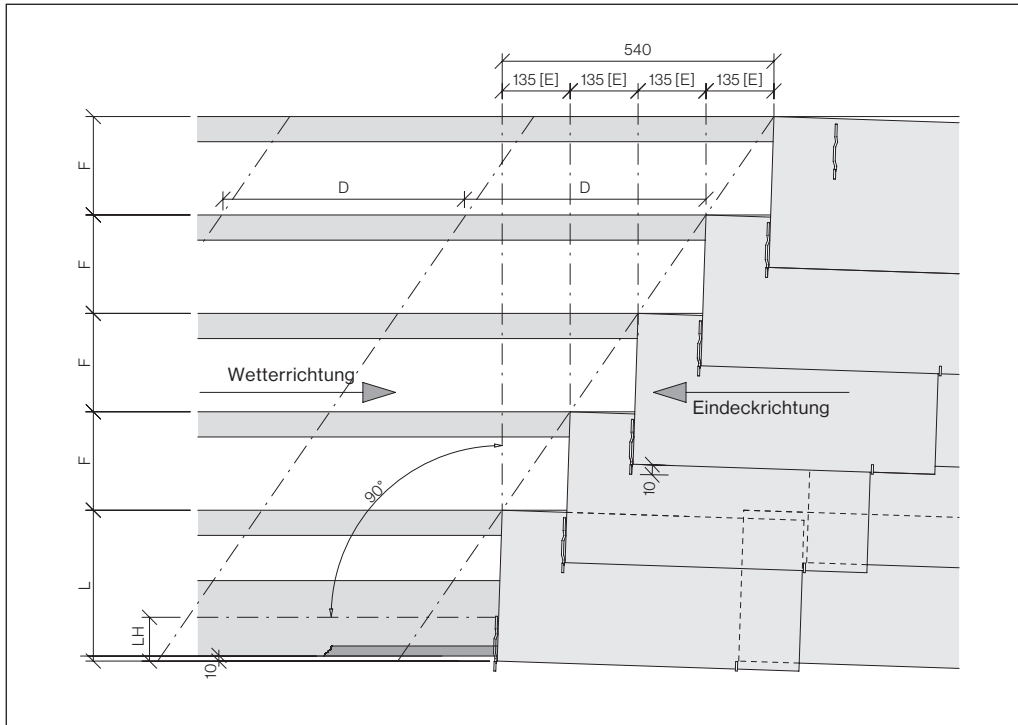 540
135 [E] 135 [E] 135 [E] 135 [E]
F
D D
F
F
Wetterrichtung
Eindeckrichtung
F
10
90°
L
LH
10